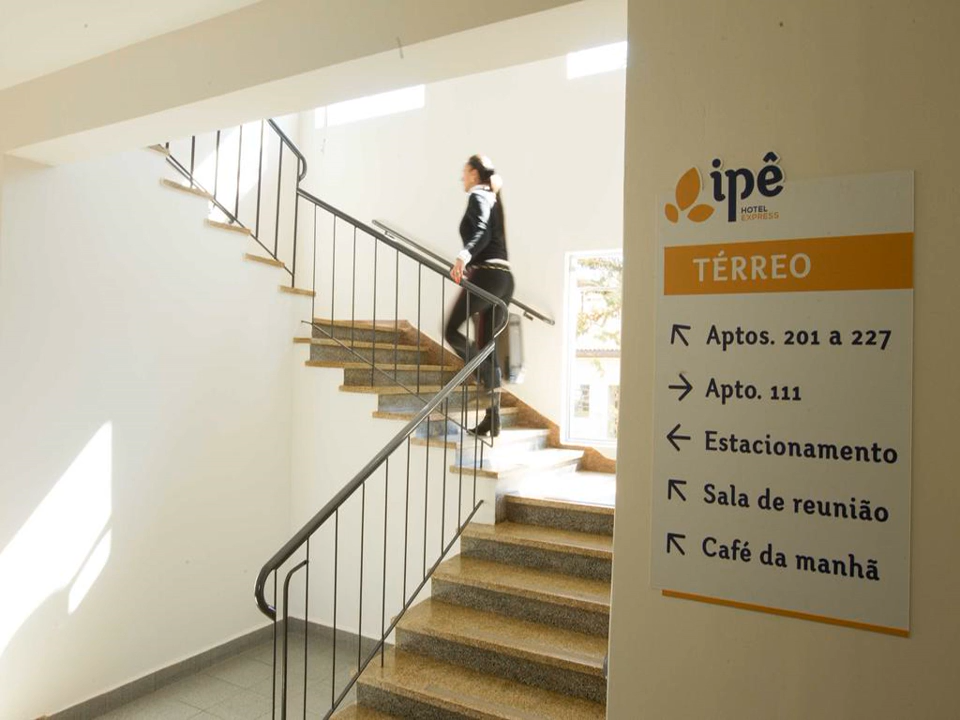 ipê
HOTEL
EXPRESS
TÉRREO
Aptos. 201 a 227
Apto. 111
Estacionamento
Sala de reunião
Café da manhã